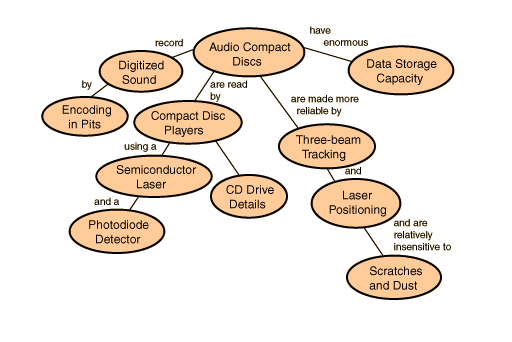 Audio Compact
Discs
record
Digitized
Sound
by
Encoding
in Pits
have
enormous
Data Storage
Capacity
are read
by
Compact Disc
Players
using a
Semiconductor
Laser
and a
Photodiode
Detector
CD Drive
Details
are made more
reliable by
Three-beam
Tracking
and
Laser
Positioning
and are
relatively
insensitive to
Scratches
and Dust